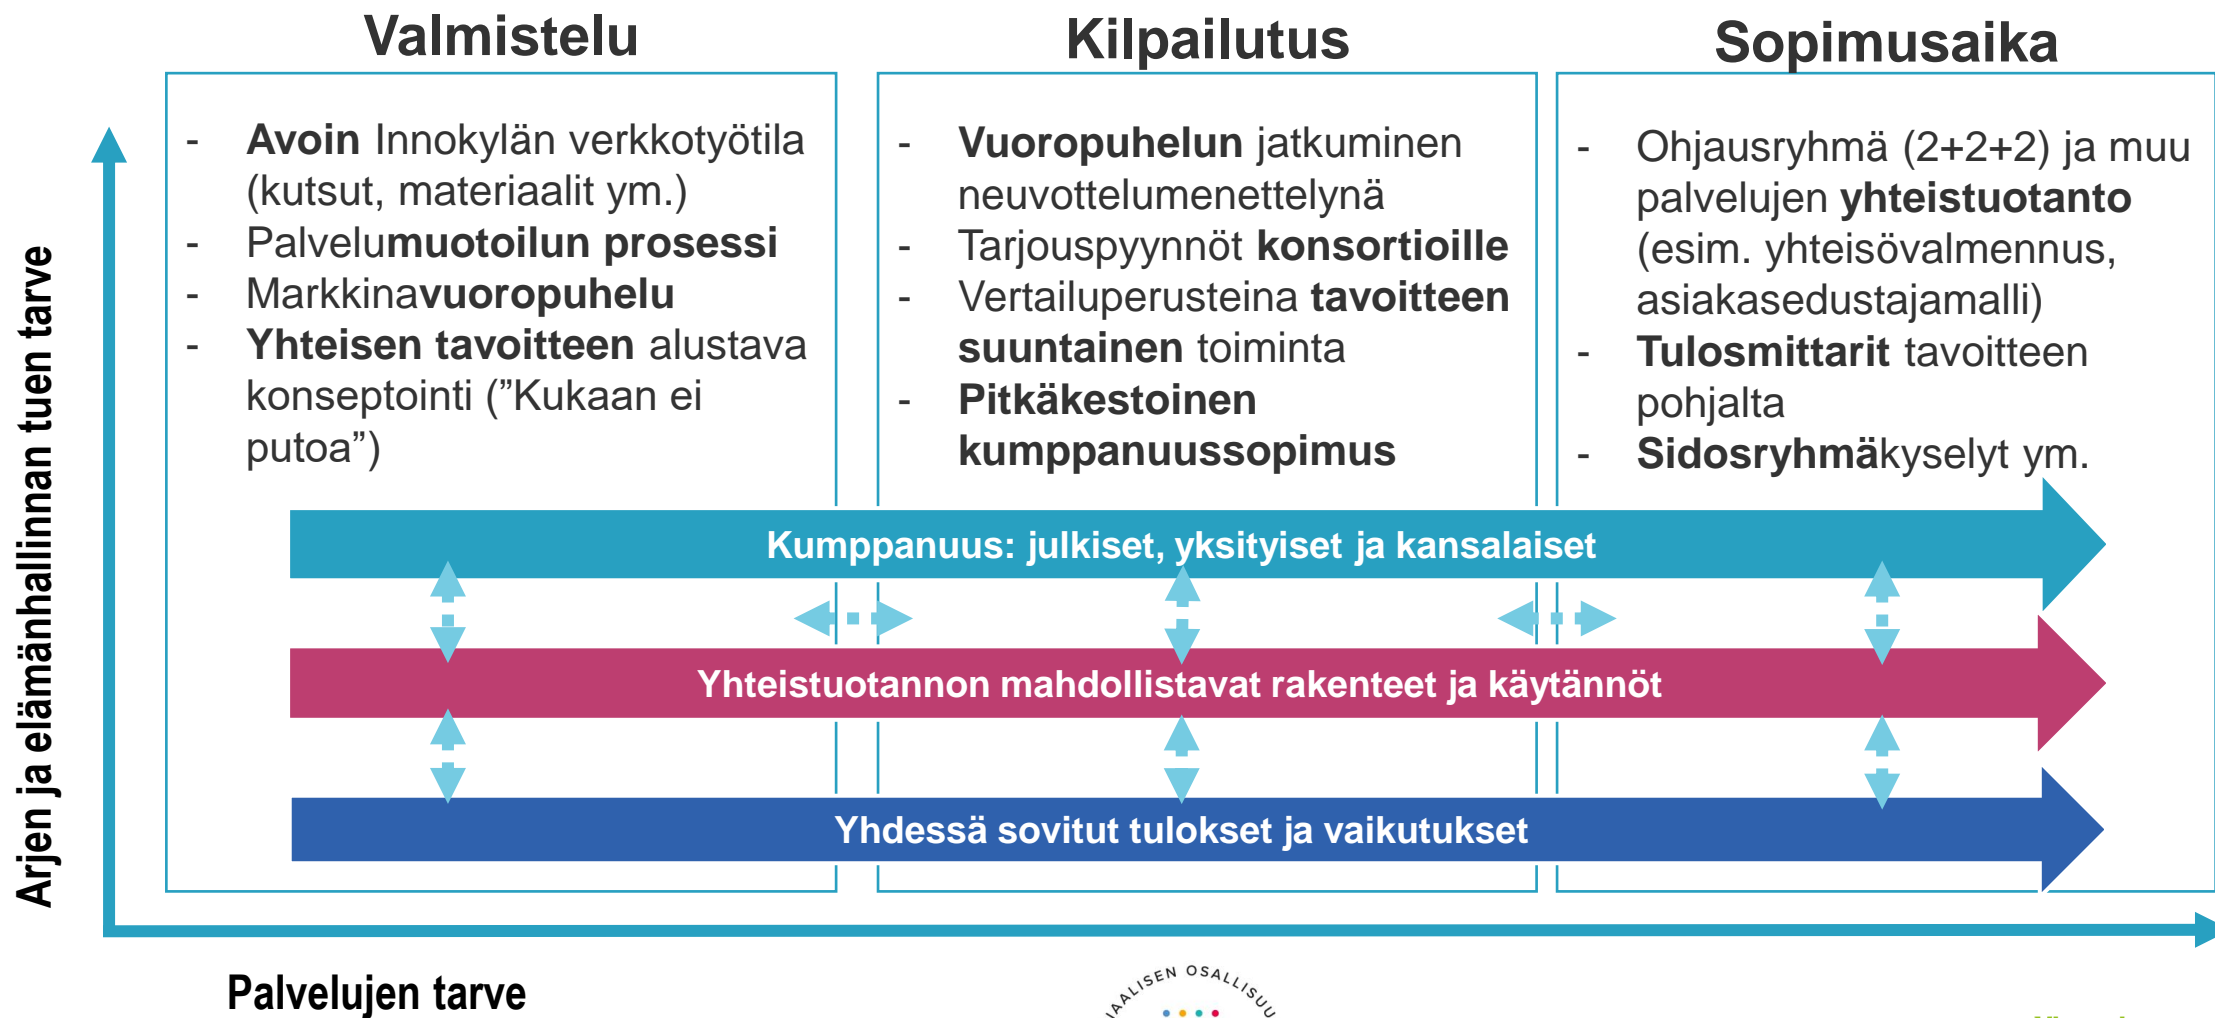 Valmistelu
Kilpailutus
Sopimusaika
- Avoin Innokylän verkkotyötila
(kutsut, materiaalit ym.)
- Palvelumuotoilun prosessi
- Markkinavuoropuhelu
- Yhteisen tavoitteen alustava
konseptointi (”Kukaan ei
putoa”)
- Vuoropuhelun jatkuminen
neuvottelumenettelynä
- Tarjouspyynnöt konsortioille
- Vertailuperusteina tavoitteen
suuntainen toiminta
- Pitkäkestoinen
kumppanuussopimus
- Ohjausryhmä (2+2+2) ja muu
palvelujen yhteistuotanto
(esim. yhteisövalmennus,
asiakasedustajamalli)
- Tulosmittarit tavoitteen
pohjalta
- Sidosryhmäkyselyt ym.
Arjen ja elämänhallinnan tuen tarve
Kumppanuus: julkiset, yksityiset ja kansalaiset
Yhteistuotannon mahdollistavat rakenteet ja käytännöt
Yhdessä sovitut tulokset ja vaikutukset
Palvelujen tarve
IAALISEN OSALLISUU